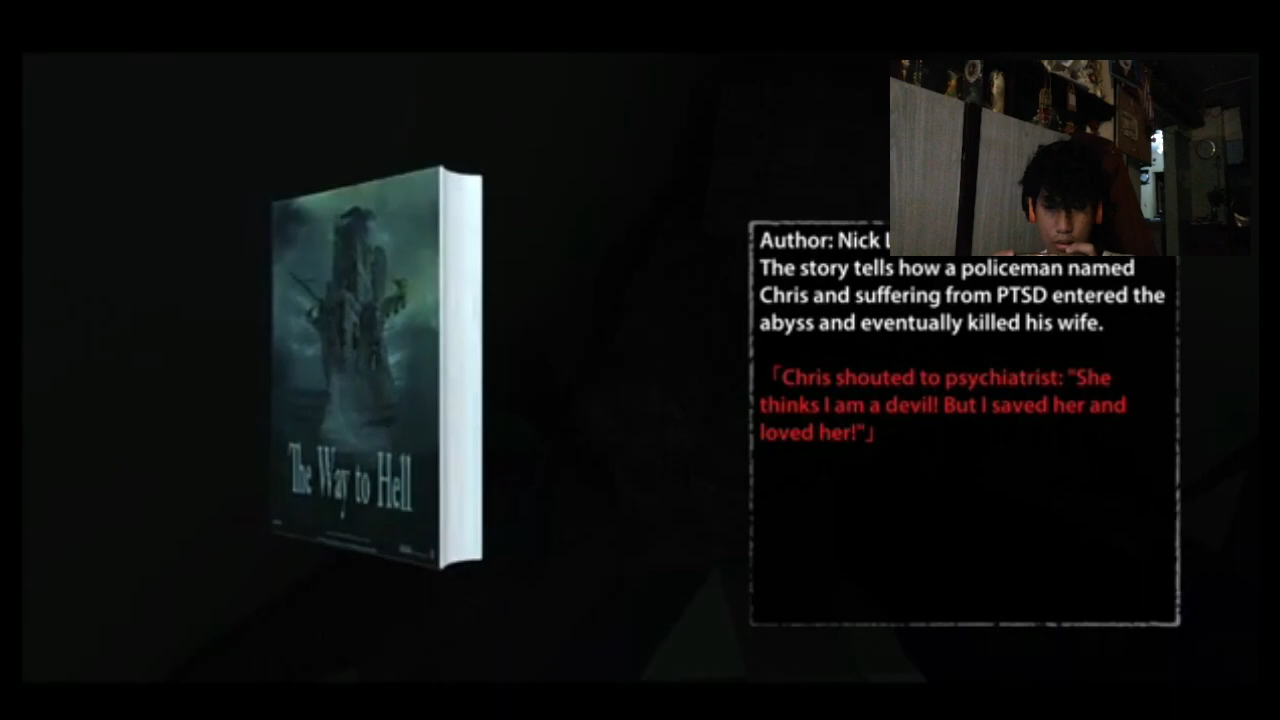 The Way to Hell
Author: Nick
The story tells how a policeman named
Chris and suffering from PTSD entered the
abyss and eventually killed his wife.
「Chris shouted to psychiatrist: "She
thinks I am a devil! But I saved her and
loved her!"」